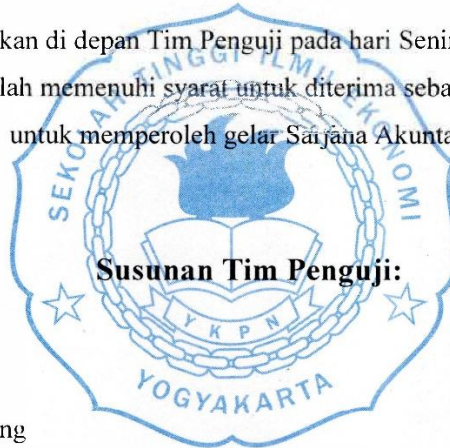 kan di depan Tim Penguji pada hari Senin
lah memenuhi syarat untuk diterima seba
untuk memperoleh gelar Sarjana Akunta
SEKOLAH TINGGI ILMU EKONOMI
YKPN
YOGYAKARTA
Susunan Tim Penguji:
ng